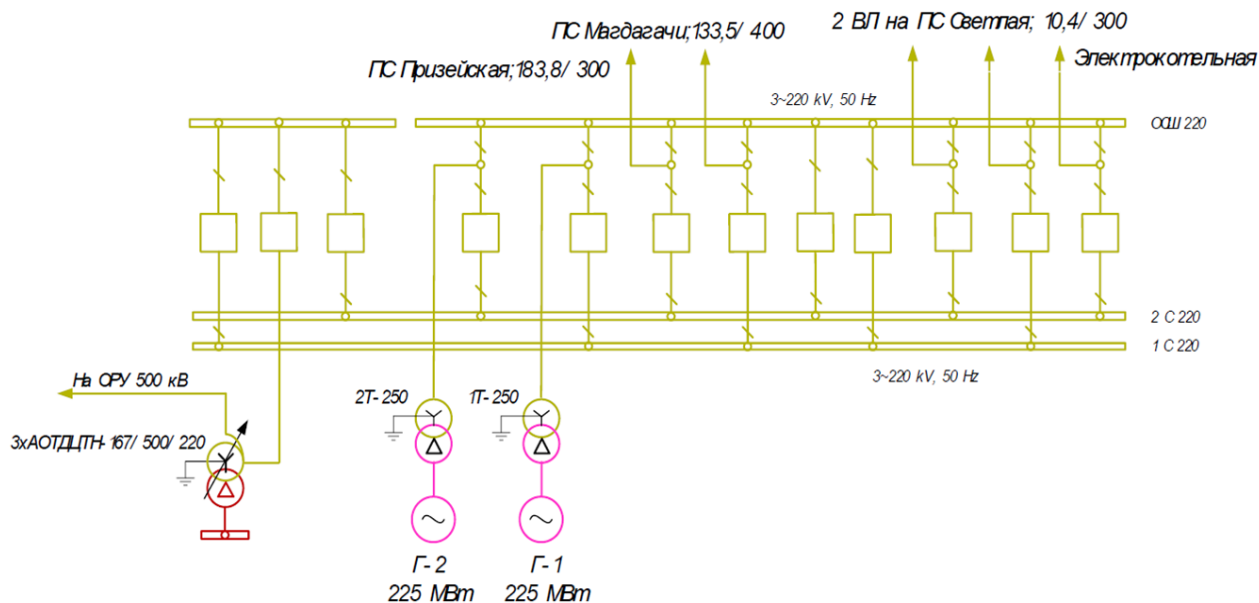 ПС Магдагачи;133,5/ 400
2 ВЛ на ПС Светлая; 10,4/ 300
ПС Призейская;183,8/ 300
Электрокотельная
3~220 kV, 50 Hz
ОСШ 220
2 С 220
1 С 220
На ОРУ 500 кВ
3~220 kV, 50 Hz
2Т- 250
1Т- 250
3хАОТДЦТН- 167/ 500/ 220
~
~
Г- 2
Г- 1
225 МВт
225 МВт